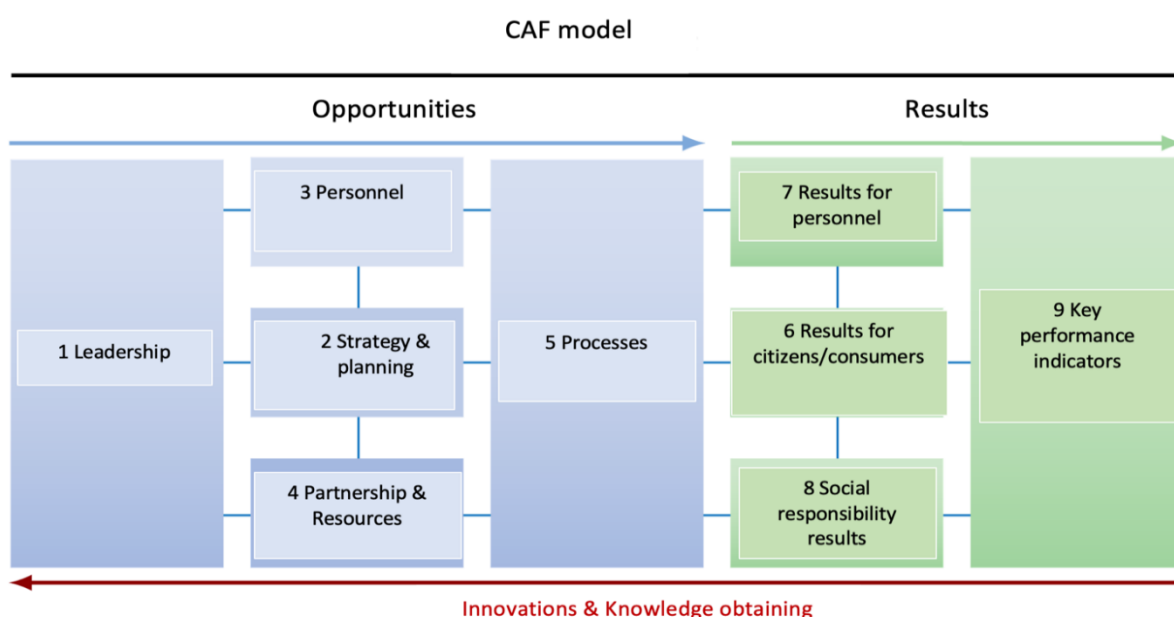 CAF model
Opportunities
Results
3 Personnel
7 Results for
personnel
1 Leadership
2 Strategy &
planning
5 Processes
6 Results for
citizens/consumers
9 Key
performance
indicators
4 Partnership &
Resources
8 Social
responsibility
results
Innovations & Knowledge obtaining